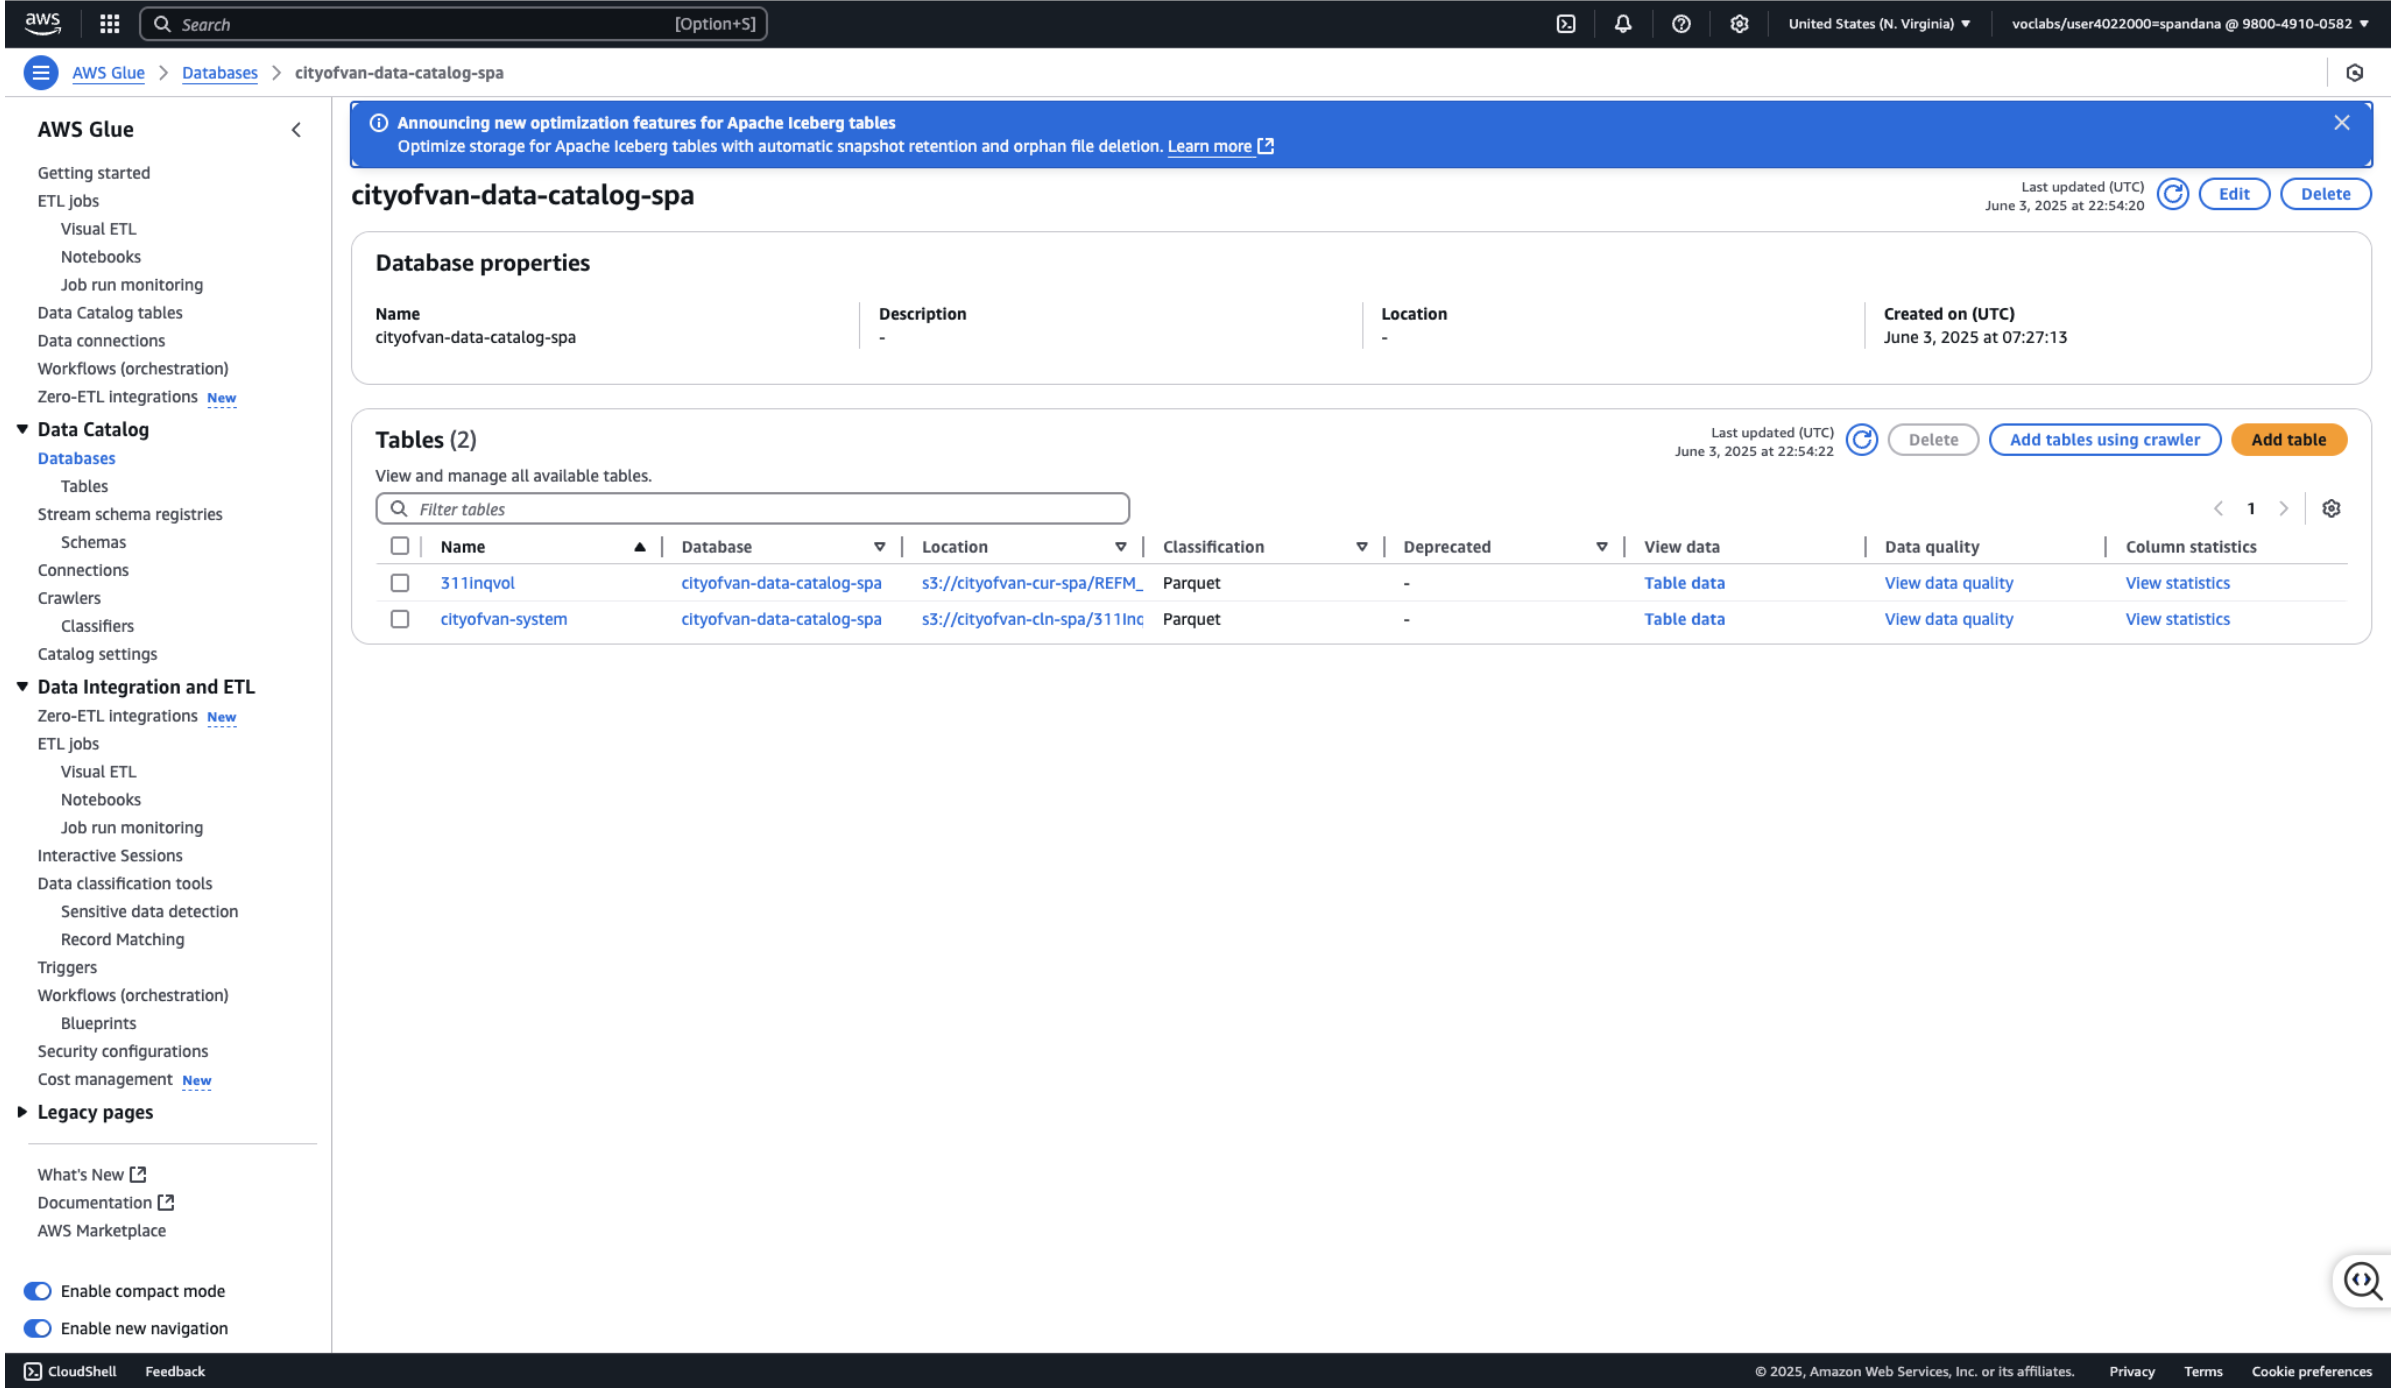 aws
Search [Option+S]
United States (N. Virginia) voclabs/user4022000=spandana @ 9800-4910-0582
AWS Glue > Databases > cityofvan-data-catalog-spa
AWS Glue
Getting started
ETL jobs
Visual ETL
Notebooks
Job run monitoring
Data Catalog tables
Data connections
Workflows (orchestration)
Zero-ETL integrations New
Data Catalog
Databases
Tables
Stream schema registries
Schemas
Connections
Crawlers
Classifiers
Catalog settings
Data Integration and ETL
Zero-ETL integrations New
ETL jobs
Visual ETL
Notebooks
Job run monitoring
Interactive Sessions
Data classification tools
Sensitive data detection
Record Matching
Triggers
Workflows (orchestration)
Blueprints
Security configurations
Cost management New
Legacy pages
What's New
Documentation
AWS Marketplace
Enable compact mode
Enable new navigation
Announcing new optimization features for Apache Iceberg tables
Optimize storage for Apache Iceberg tables with automatic snapshot retention and orphan file deletion. Learn more
cityofvan-data-catalog-spa
Last updated (UTC)
June 3, 2025 at 22:54:20
Edit Delete
Database properties
Name Description Location Created on (UTC)
cityofvan-data-catalog-spa - - June 3, 2025 at 07:27:13
Tables (2)
Last updated (UTC)
June 3, 2025 at 22:54:22
Delete Add tables using crawler Add table
View and manage all available tables.
Filter tables
1
Name Database Location Classification Deprecated View data Data quality Column statistics
311inqvol cityofvan-data-catalog-spa s3://cityofvan-cur-spa/REFM_ Parquet - Table data View data quality View statistics
cityofvan-system cityofvan-data-catalog-spa s3://cityofvan-cln-spa/311Inq Parquet - Table data View data quality View statistics
CloudShell Feedback © 2025, Amazon Web Services, Inc. or its affiliates. Privacy Terms Cookie preferences